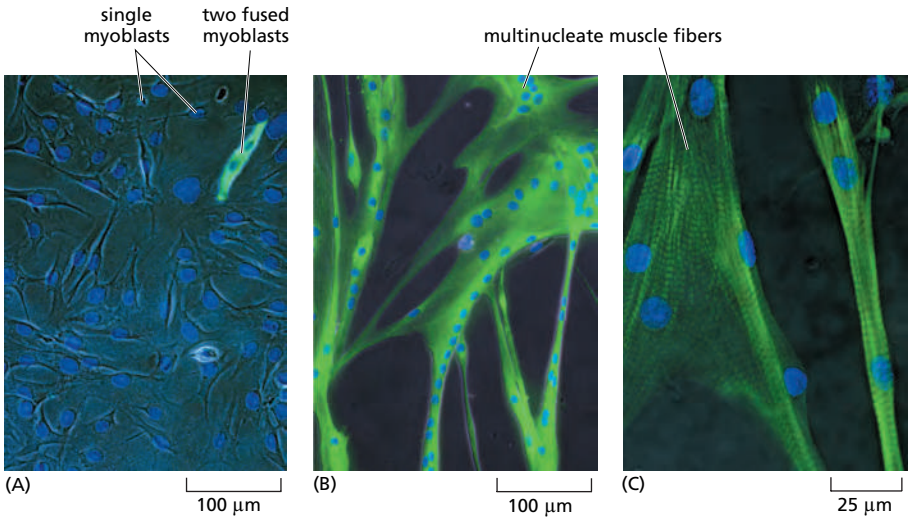 single
myoblasts
two fused
myoblasts
multinucleate muscle fibers
(A)
100 μm
(B)
100 μm
(C)
25 μm